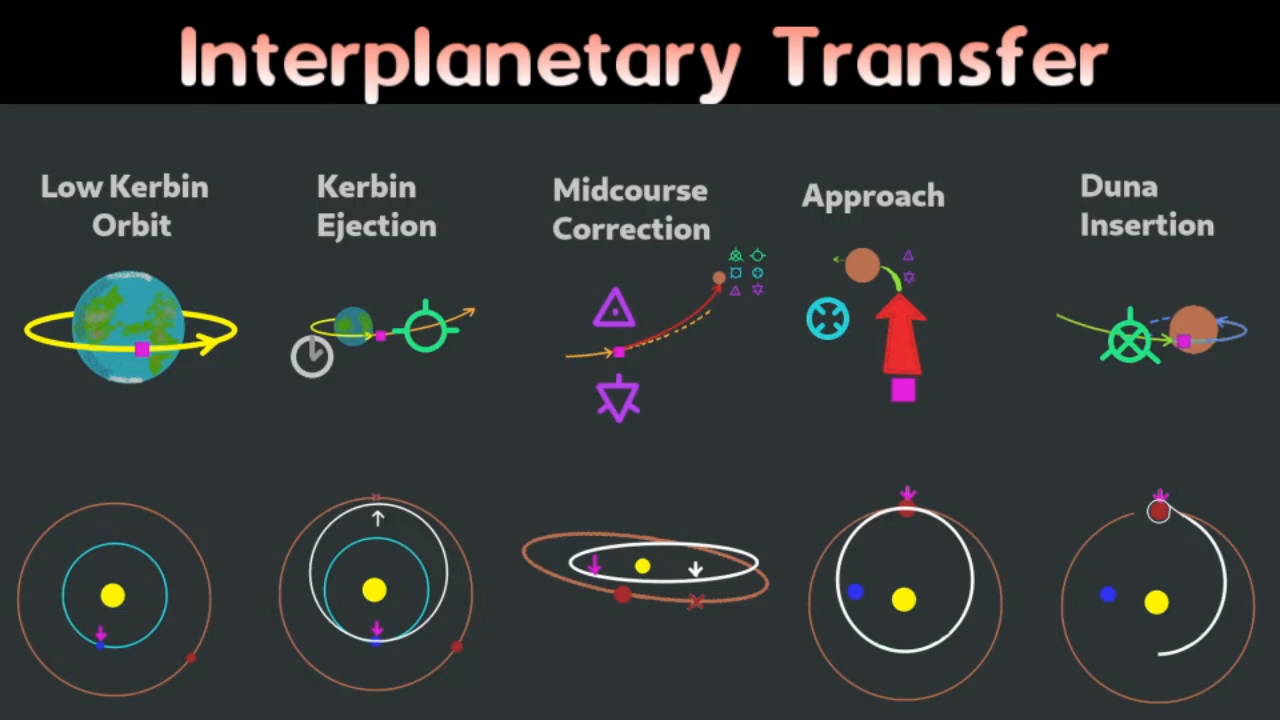 Interplanetary Transfer
Low Kerbin
Orbit
Kerbin
Ejection
Midcourse
Correction
Approach
Duna
Insertion